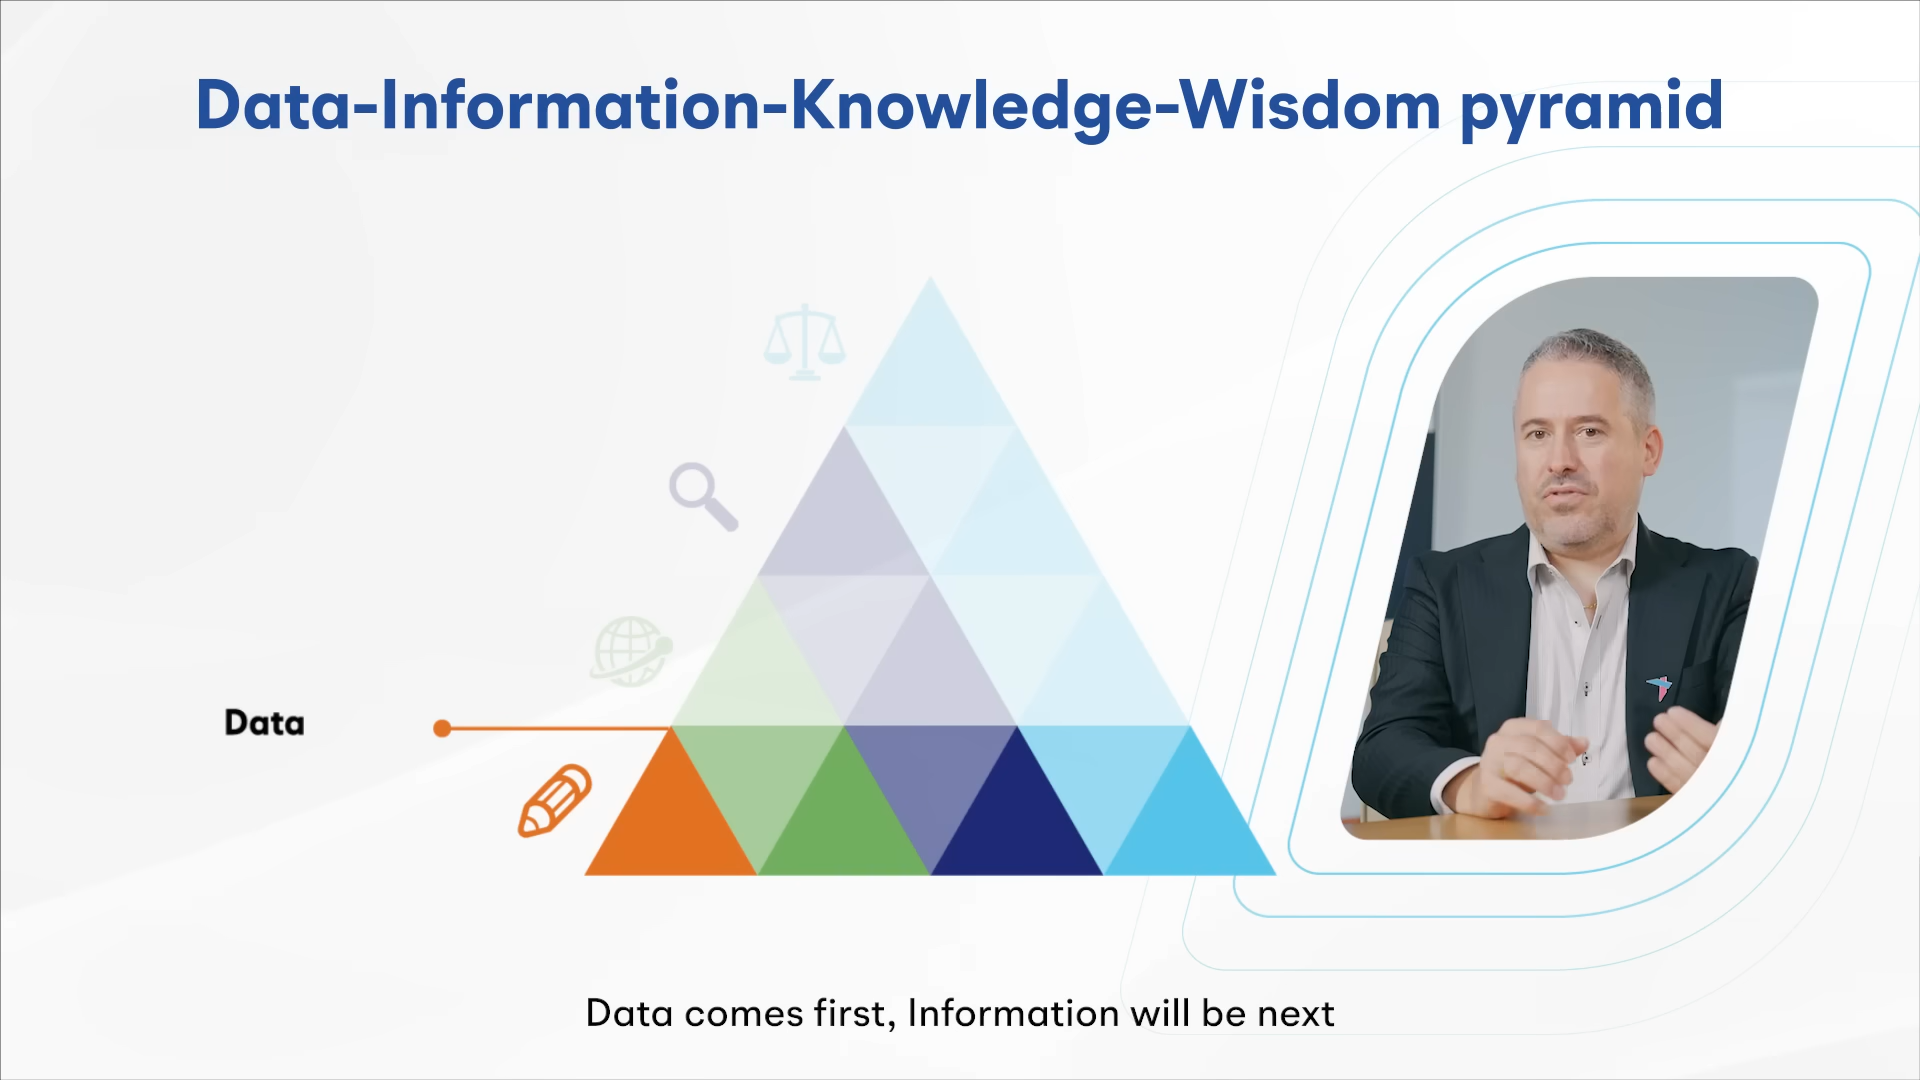 Data-Information-Knowledge-Wisdom pyramid
Data
Data comes first, Information will be next